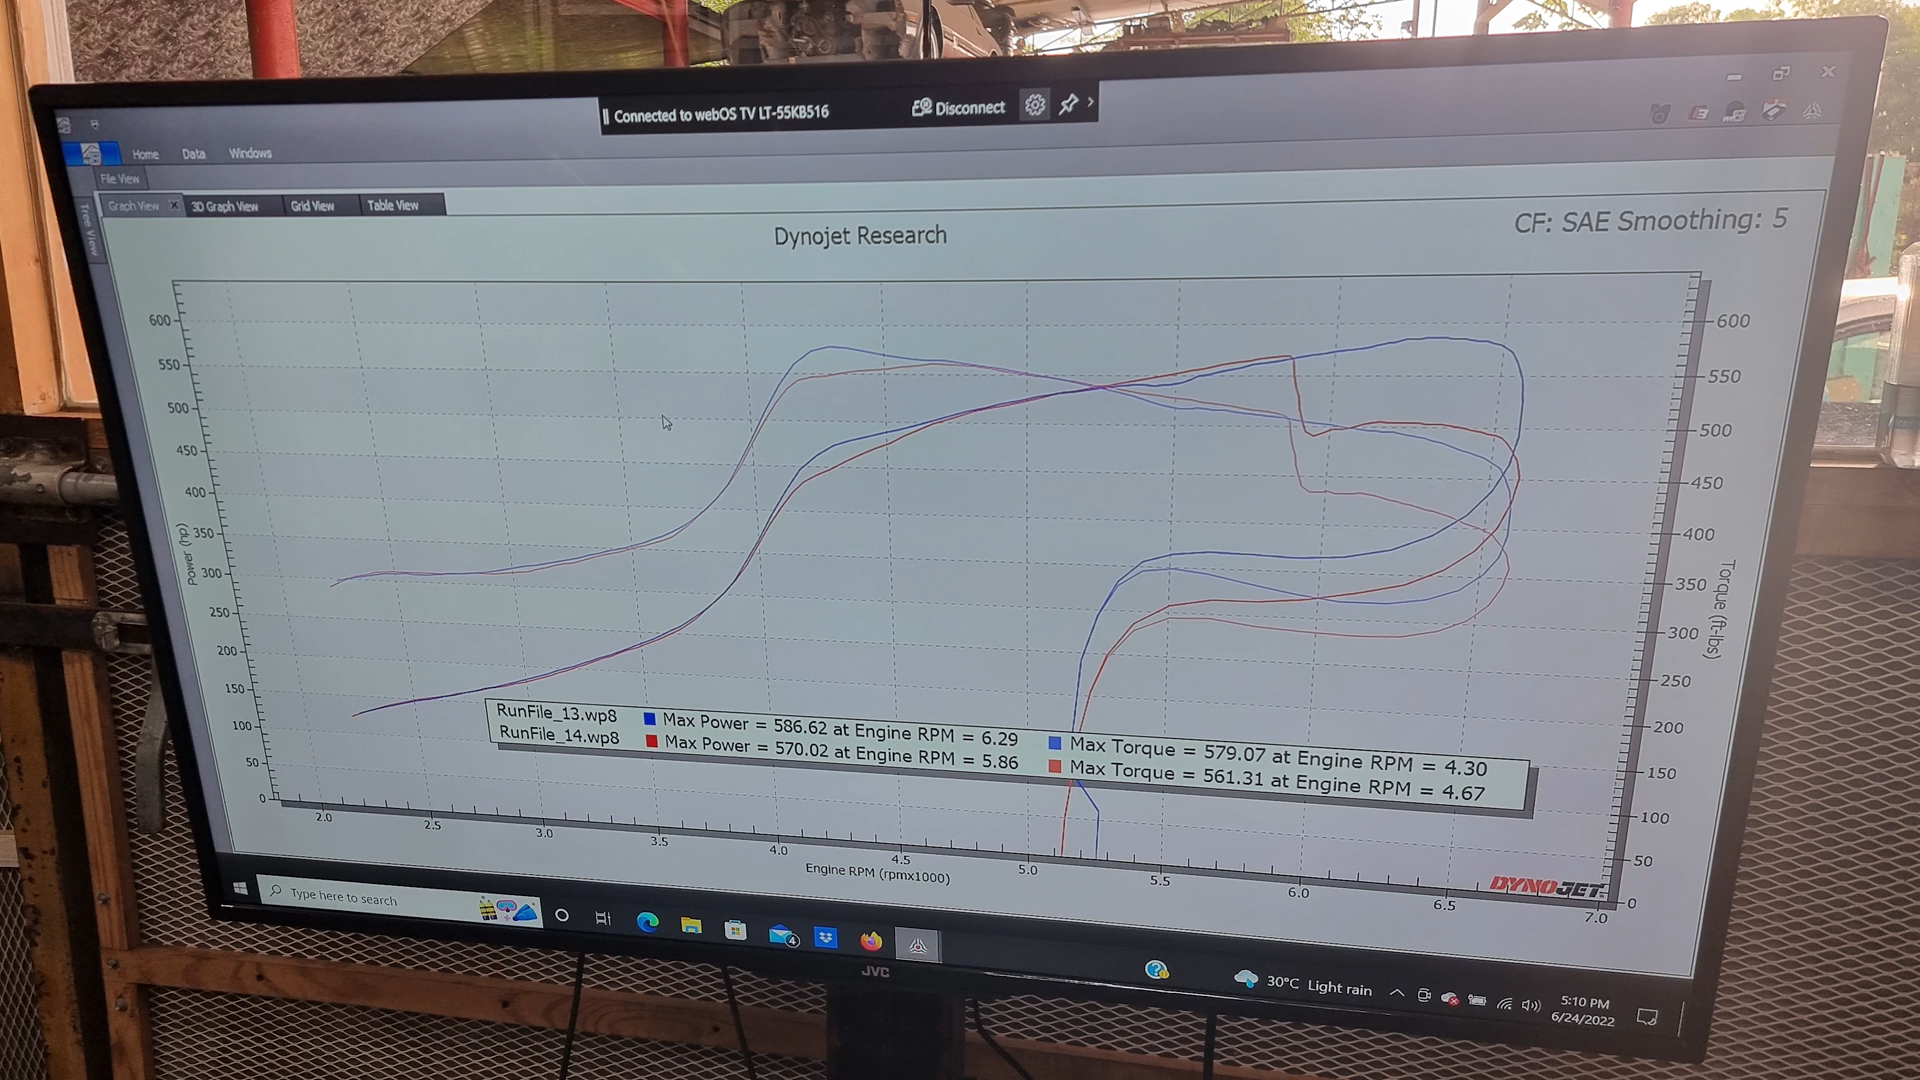 Connected to webOS TV LT-55KB516
Disconnect
Home Data Windows
File View
Tree View
Graph View 3D Graph View Grid View Table View
Dynojet Research
CF: SAE Smoothing: 5
600
550
500
450
400
350
300
250
200
150
100
50
0
Power (hp)
600
550
500
450
400
350
300
250
200
150
100
50
0
Torque (ft-lbs)
RunFile_13.wp8 Max Power = 586.62 at Engine RPM = 6.29 Max Torque = 579.07 at Engine RPM = 4.30
RunFile_14.wp8 Max Power = 570.02 at Engine RPM = 5.86 Max Torque = 561.31 at Engine RPM = 4.67
2.0 2.5 3.0 3.5 4.0 4.5 5.0 5.5 6.0 6.5 7.0
Engine RPM (rpmx1000)
DYNOJET
Type here to search
4
30°C Light rain
5:10 PM
6/24/2022
JVC